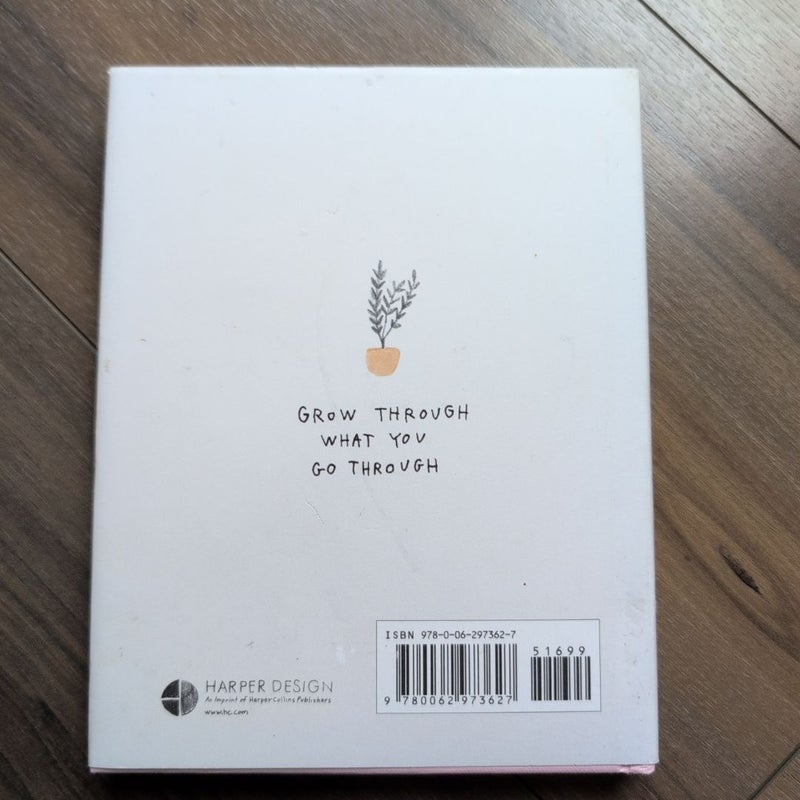 GROW THROUGH
WHAT YOU
GO THROUGH
ISBN 978-0-06-297362-7
51699
9 780062 973627
HARPER DESIGN
An Imprint of HarperCollins Publishers
www.hc.com